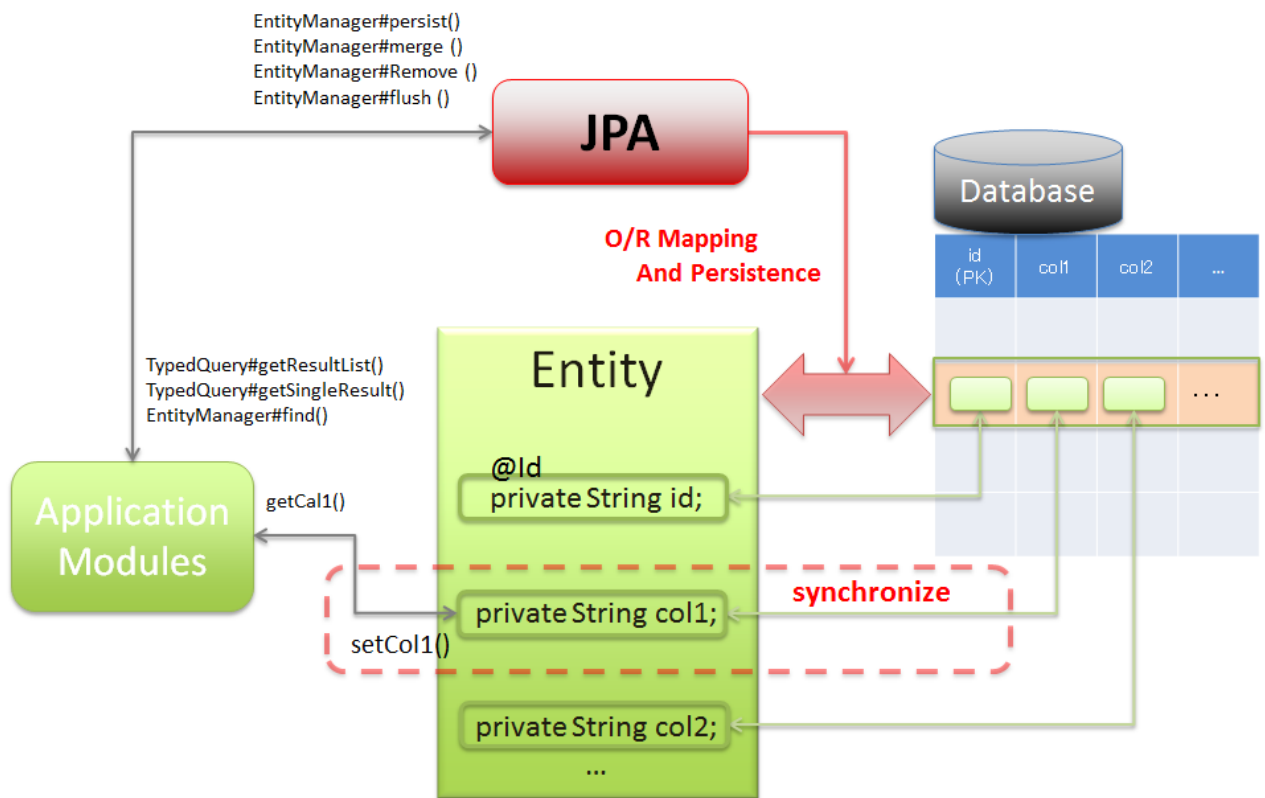 EntityManager#persist()
EntityManager#merge ()
EntityManager#Remove ()
EntityManager#flush ()
JPA
Database
O/R Mapping
And Persistence
id
(PK)
col1
col2
...
Entity
TypedQuery#getResultList()
TypedQuery#getSingleResult()
EntityManager#find()
...
@Id
private String id;
Application
Modules
getCal1()
synchronize
private String col1;
setCol1()
private String col2;
...